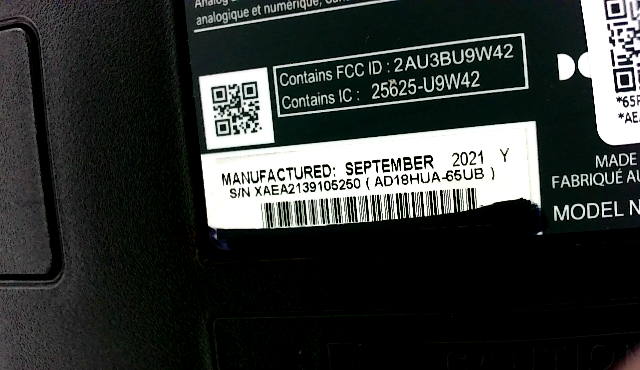 analogique et numérique,
Contains FCC ID : 2AU3BU9W42
Contains IC : 25625-U9W42
MANUFACTURED: SEPTEMBER 2021 Y
S/N XAEA2139105250 ( AD18HUA-65UB )
MADE
FABRIQUÉ AU
MODEL N